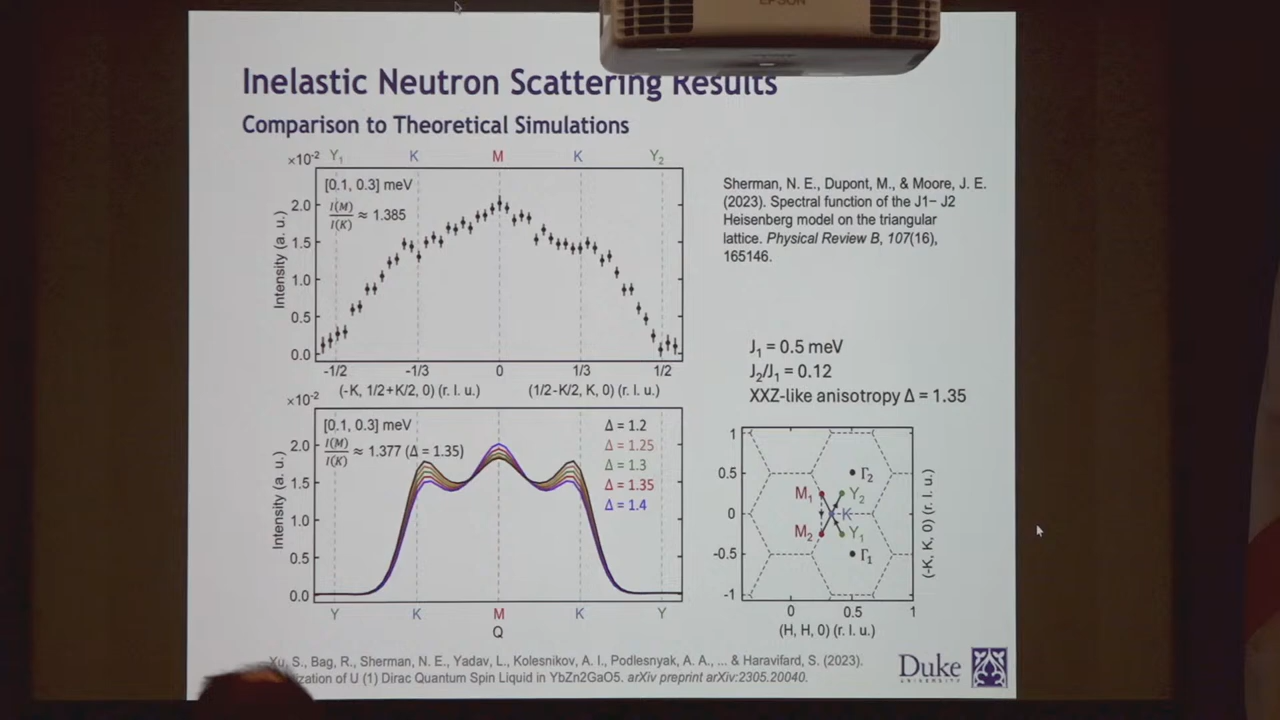 EPSON
Inelastic Neutron Scattering Results
Comparison to Theoretical Simulations
×10-2 Y1 K M K Y2
[0.1, 0.3] meV
I(M)/I(K) ≈ 1.385
Intensity (a. u.)
2.0
1.5
1.0
0.5
0.0
-1/2 -1/3 0 1/3 1/2
(-K, 1/2+K/2, 0) (r. l. u.) (1/2-K/2, K, 0) (r. l. u.)
Sherman, N. E., Dupont, M., & Moore, J. E.
(2023). Spectral function of the J1− J2
Heisenberg model on the triangular
lattice. Physical Review B, 107(16),
165146.
×10-2
[0.1, 0.3] meV
I(M)/I(K) ≈ 1.377 (Δ = 1.35)
Δ = 1.2
Δ = 1.25
Δ = 1.3
Δ = 1.35
Δ = 1.4
Intensity (a. u.)
2.0
1.5
1.0
0.5
0.0
Y K M K Y
Q
J1 = 0.5 meV
J2/J1 = 0.12
XXZ-like anisotropy Δ = 1.35
1
0.5
0
-0.5
-1
Γ2
M1 Y2
K
M2 Y1
Γ1
0 0.5 1
(H, H, 0) (r. l. u.)
(-K, K, 0) (r. l. u.)
Xu, S., Bag, R., Sherman, N. E., Yadav, L., Kolesnikov, A. I., Podlesnyak, A. A., ... & Haravifard, S. (2023).
of U (1) Dirac Quantum Spin Liquid in YbZn2GaO5. arXiv preprint arXiv:2305.20040.
Duke
UNIVERSITY